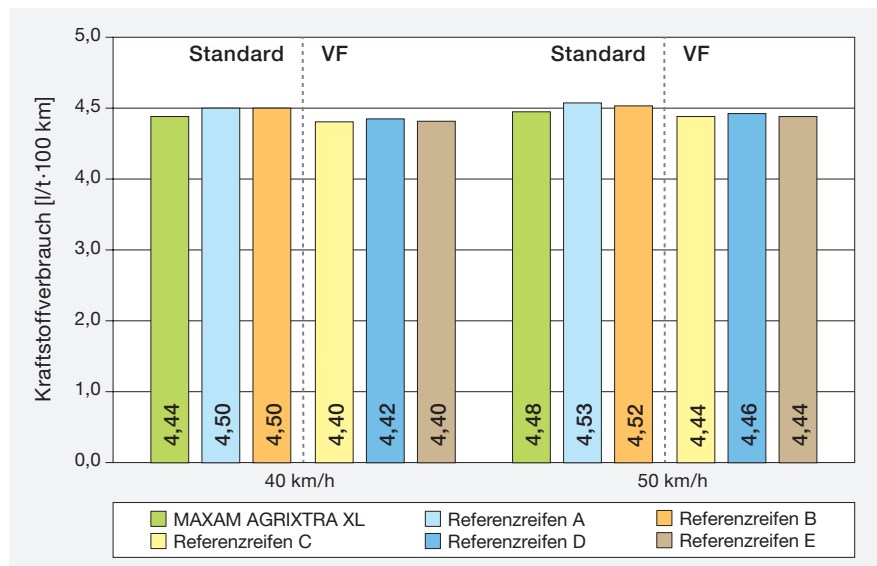 Kraftstoffverbrauch [l/t·100 km]
5,0
4,5
4,0
3,0
2,0
1,0
0,0
Standard VF Standard VF
4,44 4,50 4,50 4,40 4,42 4,40 4,48 4,53 4,52 4,44 4,46 4,44
40 km/h 50 km/h
MAXAM AGRIXTRA XL Referenzreifen A Referenzreifen B
Referenzreifen C Referenzreifen D Referenzreifen E